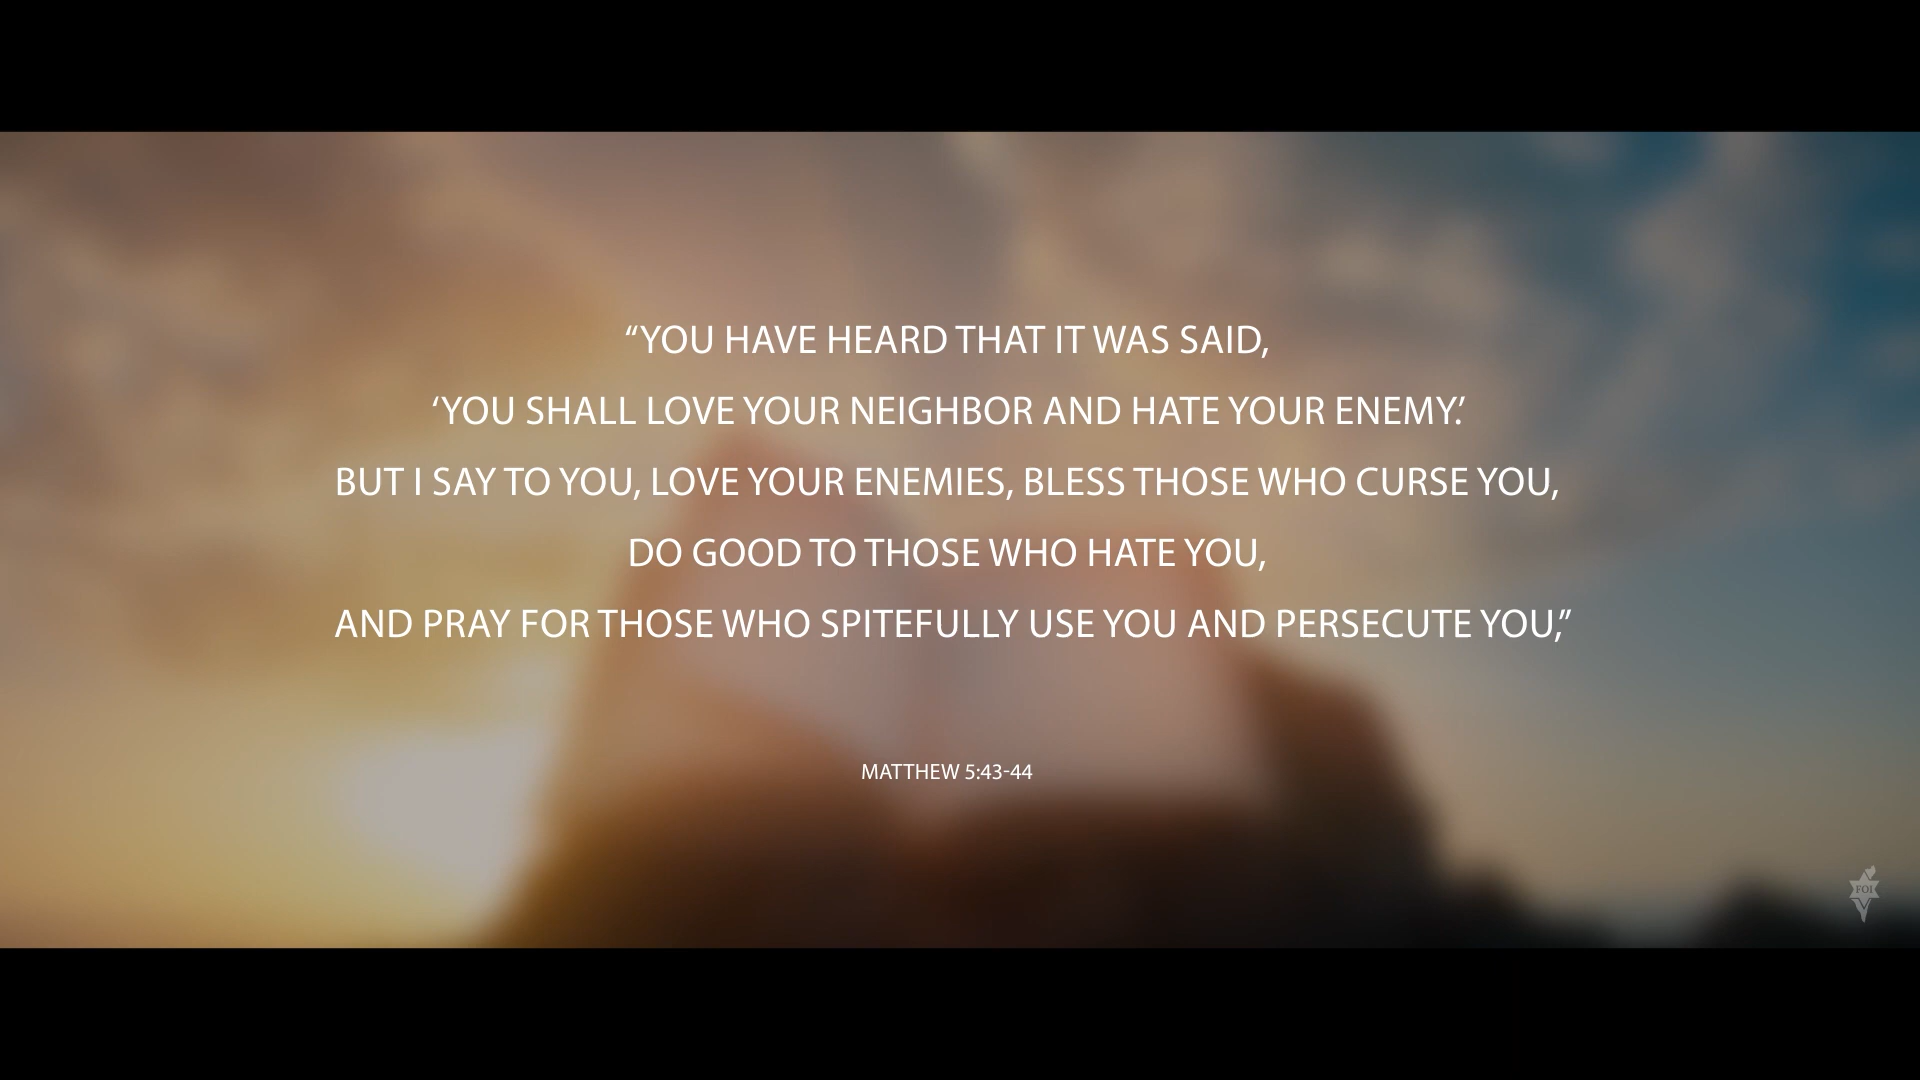 “YOU HAVE HEARD THAT IT WAS SAID,
‘YOU SHALL LOVE YOUR NEIGHBOR AND HATE YOUR ENEMY.’
BUT I SAY TO YOU, LOVE YOUR ENEMIES, BLESS THOSE WHO CURSE YOU,
DO GOOD TO THOSE WHO HATE YOU,
AND PRAY FOR THOSE WHO SPITEFULLY USE YOU AND PERSECUTE YOU,”
MATTHEW 5:43-44
FOI